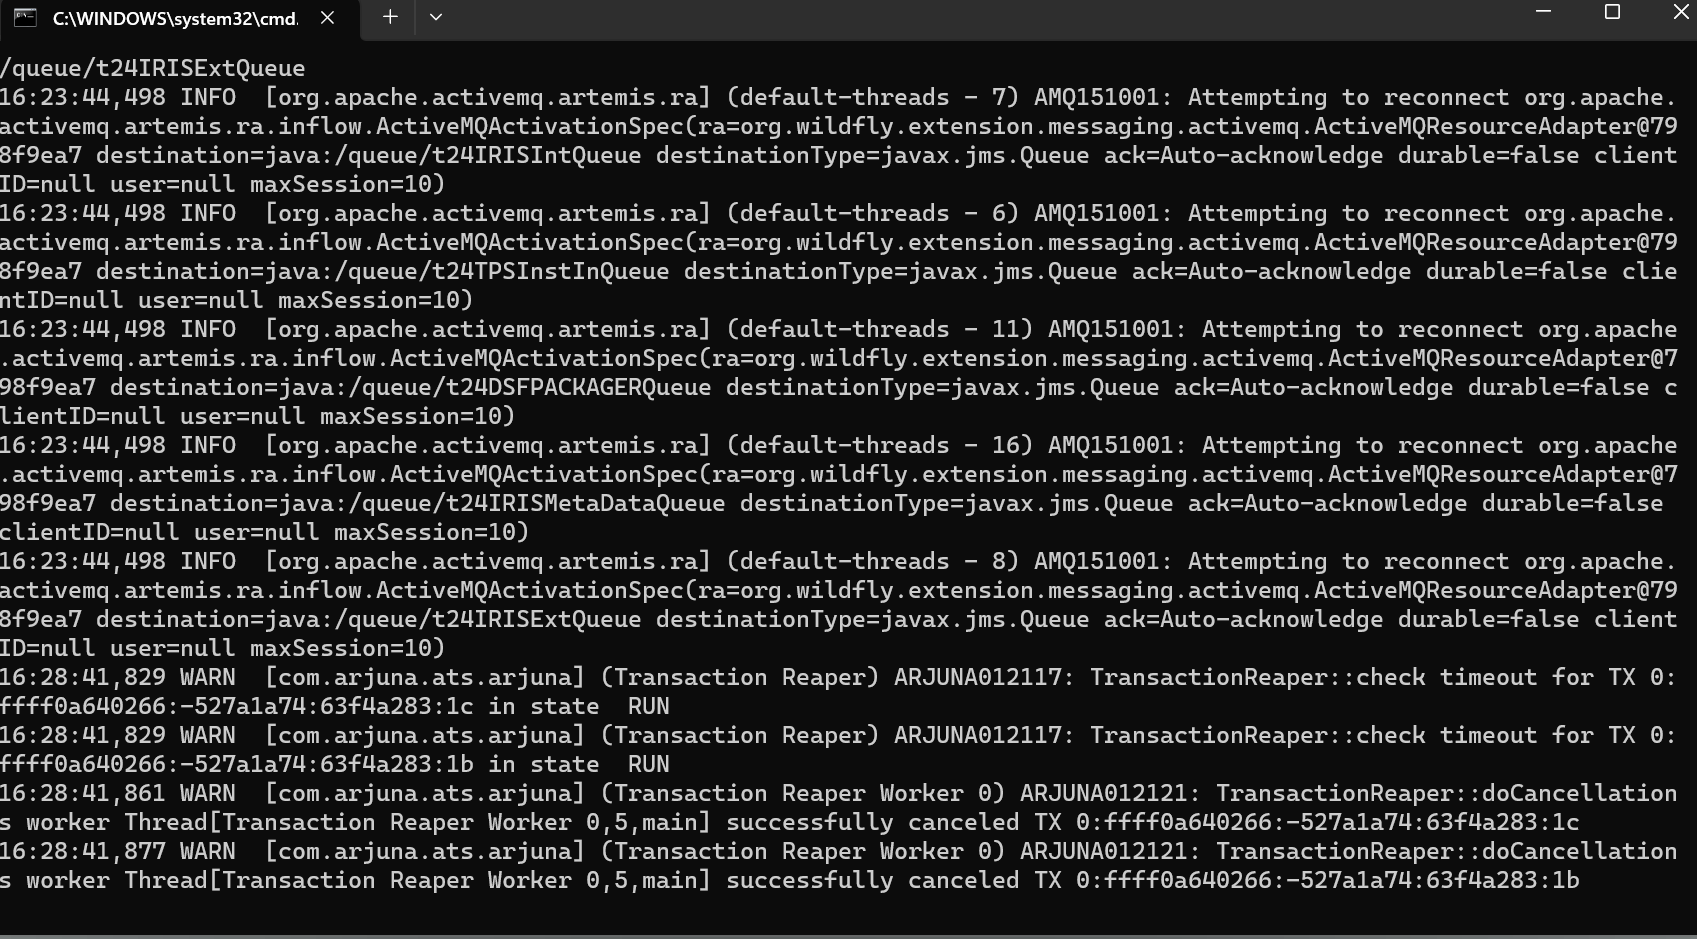 C:\WINDOWS\system32\cmd.
/queue/t24IRISExtQueue
16:23:44,498 INFO  [org.apache.activemq.artemis.ra] (default-threads - 7) AMQ151001: Attempting to reconnect org.apache.
activemq.artemis.ra.inflow.ActiveMQActivationSpec(ra=org.wildfly.extension.messaging.activemq.ActiveMQResourceAdapter@79
8f9ea7 destination=java:/queue/t24IRISIntQueue destinationType=javax.jms.Queue ack=Auto-acknowledge durable=false client
ID=null user=null maxSession=10)
16:23:44,498 INFO  [org.apache.activemq.artemis.ra] (default-threads - 6) AMQ151001: Attempting to reconnect org.apache.
activemq.artemis.ra.inflow.ActiveMQActivationSpec(ra=org.wildfly.extension.messaging.activemq.ActiveMQResourceAdapter@79
8f9ea7 destination=java:/queue/t24TPSInstInQueue destinationType=javax.jms.Queue ack=Auto-acknowledge durable=false clie
ntID=null user=null maxSession=10)
16:23:44,498 INFO  [org.apache.activemq.artemis.ra] (default-threads - 11) AMQ151001: Attempting to reconnect org.apache
.activemq.artemis.ra.inflow.ActiveMQActivationSpec(ra=org.wildfly.extension.messaging.activemq.ActiveMQResourceAdapter@7
98f9ea7 destination=java:/queue/t24DSFPACKAGERQueue destinationType=javax.jms.Queue ack=Auto-acknowledge durable=false c
lientID=null user=null maxSession=10)
16:23:44,498 INFO  [org.apache.activemq.artemis.ra] (default-threads - 16) AMQ151001: Attempting to reconnect org.apache
.activemq.artemis.ra.inflow.ActiveMQActivationSpec(ra=org.wildfly.extension.messaging.activemq.ActiveMQResourceAdapter@7
98f9ea7 destination=java:/queue/t24IRISMetaDataQueue destinationType=javax.jms.Queue ack=Auto-acknowledge durable=false
clientID=null user=null maxSession=10)
16:23:44,498 INFO  [org.apache.activemq.artemis.ra] (default-threads - 8) AMQ151001: Attempting to reconnect org.apache.
activemq.artemis.ra.inflow.ActiveMQActivationSpec(ra=org.wildfly.extension.messaging.activemq.ActiveMQResourceAdapter@79
8f9ea7 destination=java:/queue/t24IRISExtQueue destinationType=javax.jms.Queue ack=Auto-acknowledge durable=false client
ID=null user=null maxSession=10)
16:28:41,829 WARN  [com.arjuna.ats.arjuna] (Transaction Reaper) ARJUNA012117: TransactionReaper::check timeout for TX 0:
ffff0a640266:-527a1a74:63f4a283:1c in state  RUN
16:28:41,829 WARN  [com.arjuna.ats.arjuna] (Transaction Reaper) ARJUNA012117: TransactionReaper::check timeout for TX 0:
ffff0a640266:-527a1a74:63f4a283:1b in state  RUN
16:28:41,861 WARN  [com.arjuna.ats.arjuna] (Transaction Reaper Worker 0) ARJUNA012121: TransactionReaper::doCancellation
s worker Thread[Transaction Reaper Worker 0,5,main] successfully canceled TX 0:ffff0a640266:-527a1a74:63f4a283:1c
16:28:41,877 WARN  [com.arjuna.ats.arjuna] (Transaction Reaper Worker 0) ARJUNA012121: TransactionReaper::doCancellation
s worker Thread[Transaction Reaper Worker 0,5,main] successfully canceled TX 0:ffff0a640266:-527a1a74:63f4a283:1b